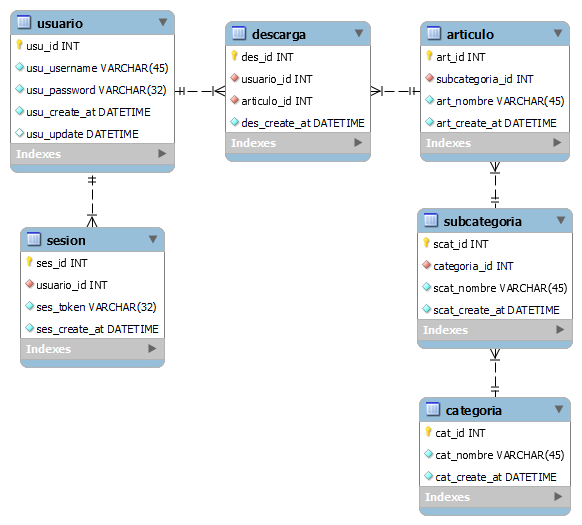 usuario
usu_id INT
usu_username VARCHAR(45)
usu_password VARCHAR(32)
usu_create_at DATETIME
usu_update DATETIME
Indexes
descarga
des_id INT
usuario_id INT
articulo_id INT
des_create_at DATETIME
Indexes
articulo
art_id INT
subcategoria_id INT
art_nombre VARCHAR(45)
art_create_at DATETIME
Indexes
sesion
ses_id INT
usuario_id INT
ses_token VARCHAR(32)
ses_create_at DATETIME
Indexes
subcategoria
scat_id INT
categoria_id INT
scat_nombre VARCHAR(45)
scat_create_at DATETIME
Indexes
categoria
cat_id INT
cat_nombre VARCHAR(45)
cat_create_at DATETIME
Indexes